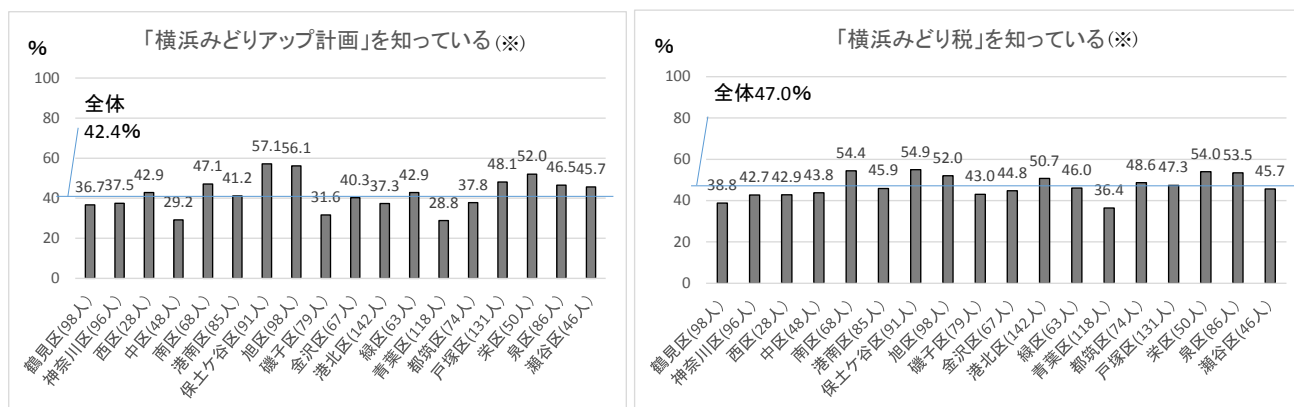 「横浜みどりアップ計画」を知っている(※)
%
全体
42.4%
100
80
60
40
20
0
36.7 37.5 42.9 29.2 47.1 41.2 57.1 56.1 31.6 40.3 37.3 42.9 28.8 37.8 48.1 52.0 46.5 45.7
鶴見区(98人)
神奈川区(96人)
西区(28人)
中区(48人)
南区(68人)
港南区(85人)
保土ケ谷区(91人)
旭区(98人)
磯子区(79人)
金沢区(67人)
港北区(142人)
緑区(63人)
青葉区(118人)
都筑区(74人)
戸塚区(131人)
栄区(50人)
泉区(86人)
瀬谷区(46人)
「横浜みどり税」を知っている(※)
%
全体47.0%
100
80
60
40
20
0
38.8 42.7 42.9 43.8 54.4 45.9 54.9 52.0 43.0 44.8 50.7 46.0 36.4 48.6 47.3 54.0 53.5 45.7
鶴見区(98人)
神奈川区(96人)
西区(28人)
中区(48人)
南区(68人)
港南区(85人)
保土ケ谷区(91人)
旭区(98人)
磯子区(79人)
金沢区(67人)
港北区(142人)
緑区(63人)
青葉区(118人)
都筑区(74人)
戸塚区(131人)
栄区(50人)
泉区(86人)
瀬谷区(46人)